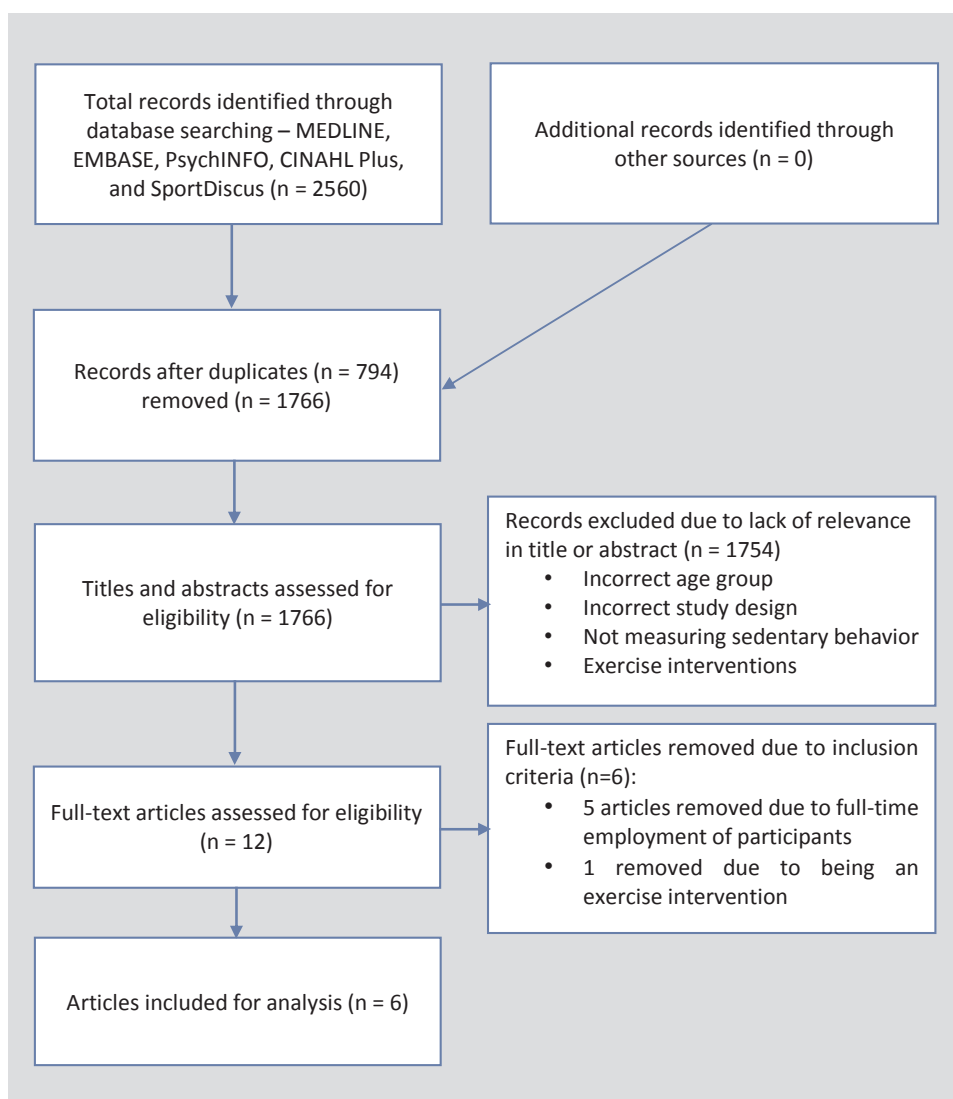 Total records identified through
database searching – MEDLINE,
EMBASE, PsychINFO, CINAHL Plus,
and SportDiscus (n = 2560)
Additional records identified through
other sources (n = 0)
Records after duplicates (n = 794)
removed (n = 1766)
Titles and abstracts assessed for
eligibility (n = 1766)
Records excluded due to lack of relevance
in title or abstract (n = 1754)
• Incorrect age group
• Incorrect study design
• Not measuring sedentary behavior
• Exercise interventions
Full-text articles assessed for eligibility
(n = 12)
Full-text articles removed due to inclusion
criteria (n=6):
• 5 articles removed due to full-time
employment of participants
• 1 removed due to being an
exercise intervention
Articles included for analysis (n = 6)